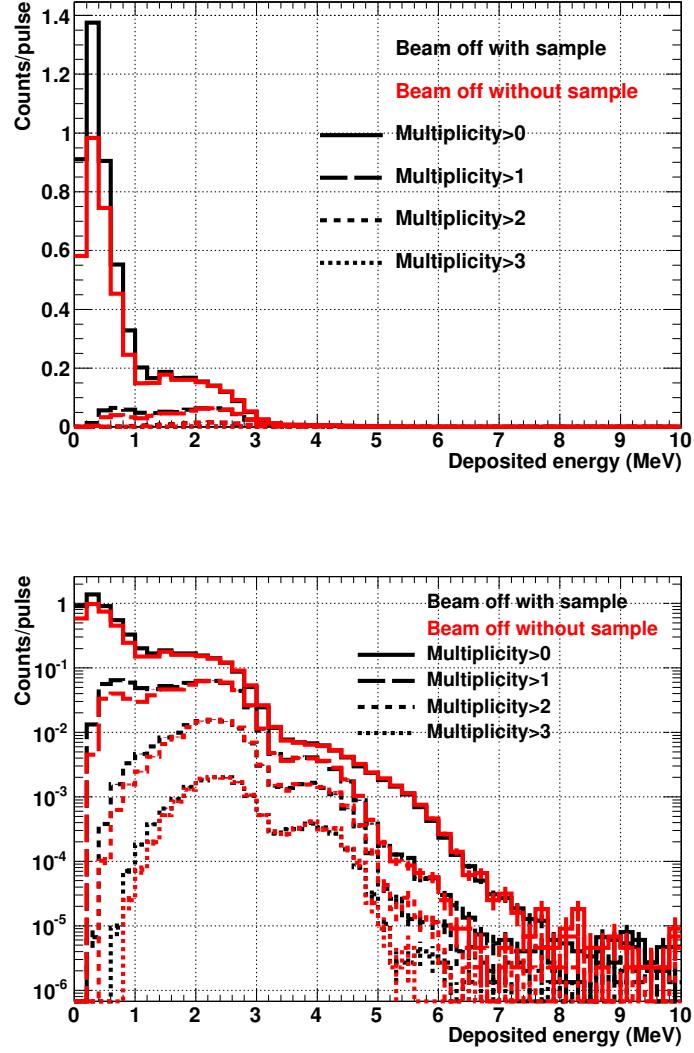 Counts/pulse
1.4
1.2
1
0.8
0.6
0.4
0.2
0
Beam off with sample
Beam off without sample
Multiplicity>0
Multiplicity>1
Multiplicity>2
Multiplicity>3
0 1 2 3 4 5 6 7 8 9 10
Deposited energy (MeV)
Counts/pulse
1
10-1
10-2
10-3
10-4
10-5
10-6
Beam off with sample
Beam off without sample
Multiplicity>0
Multiplicity>1
Multiplicity>2
Multiplicity>3
0 1 2 3 4 5 6 7 8 9 10
Deposited energy (MeV)